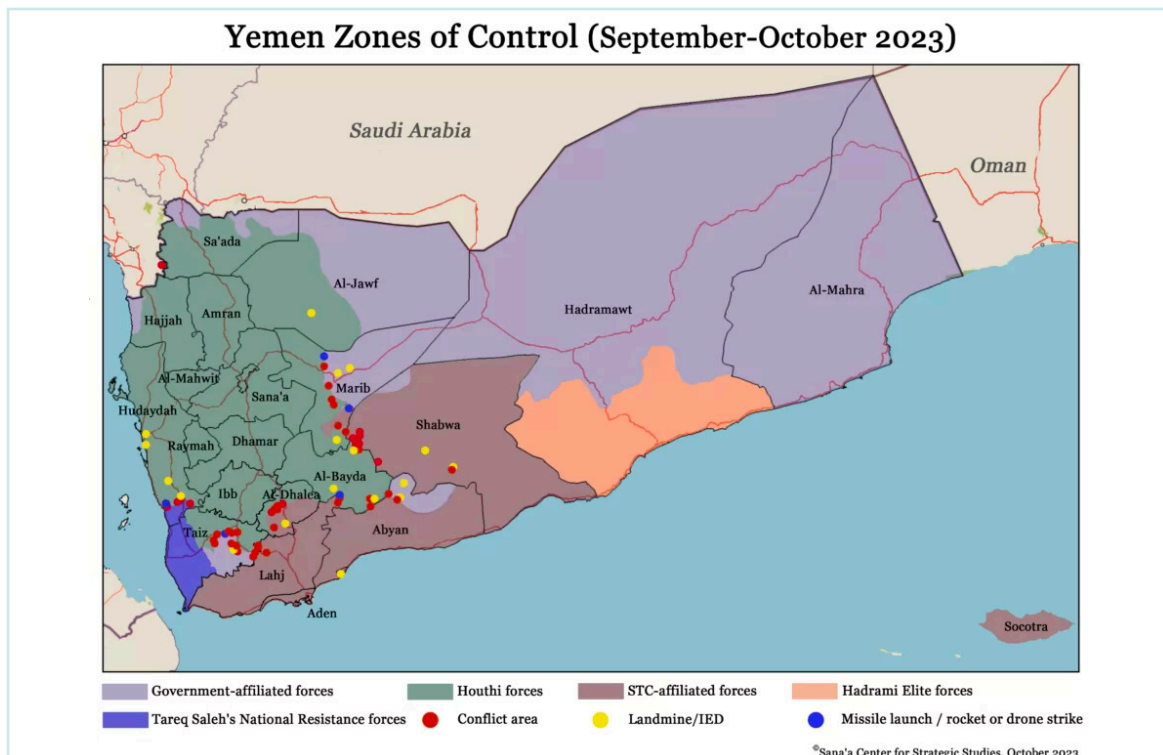 Yemen Zones of Control (September-October 2023)
Saudi Arabia
Oman
Sa'ada
Al-Jawf
Al-Mahra
Hadramawt
Hajjah
Amran
Al-Mahwit
Marib
Sana'a
Hudaydah
Shabwa
Raymah
Dhamar
Al-Bayda
Ibb
Al-Dhalea
Taiz
Abyan
Lahj
Aden
Socotra
Government-affiliated forces
Houthi forces
STC-affiliated forces
Hadrami Elite forces
Tareq Saleh's National Resistance forces
Conflict area
Landmine/IED
Missile launch / rocket or drone strike
©Sana'a Center for Strategic Studies, October 2023